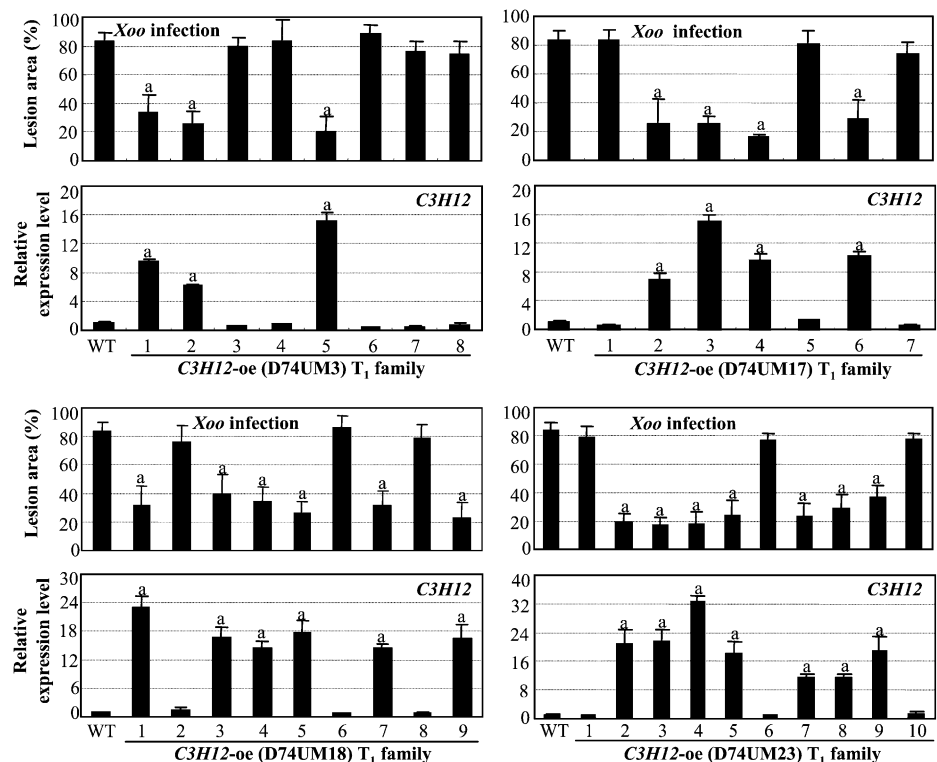 Lesion area (%)
100
80
60
40
20
0
Xoo infection
a a a
Relative expression level
20
16
12
8
4
0
C3H12
a a a
WT 1 2 3 4 5 6 7 8
C3H12-oe (D74UM3) T1 family
100
80
60
40
20
0
Xoo infection
a a a a
20
16
12
8
4
0
C3H12
a a a a
WT 1 2 3 4 5 6 7
C3H12-oe (D74UM17) T1 family
Lesion area (%)
100
80
60
40
20
0
Xoo infection
a a a a a a
Relative expression level
30
24
18
12
6
0
C3H12
a a a a a a
WT 1 2 3 4 5 6 7 8 9
C3H12-oe (D74UM18) T1 family
100
80
60
40
20
0
Xoo infection
a a a a a a a
40
32
24
16
8
0
C3H12
a a a a a a a
WT 1 2 3 4 5 6 7 8 9 10
C3H12-oe (D74UM23) T1 family